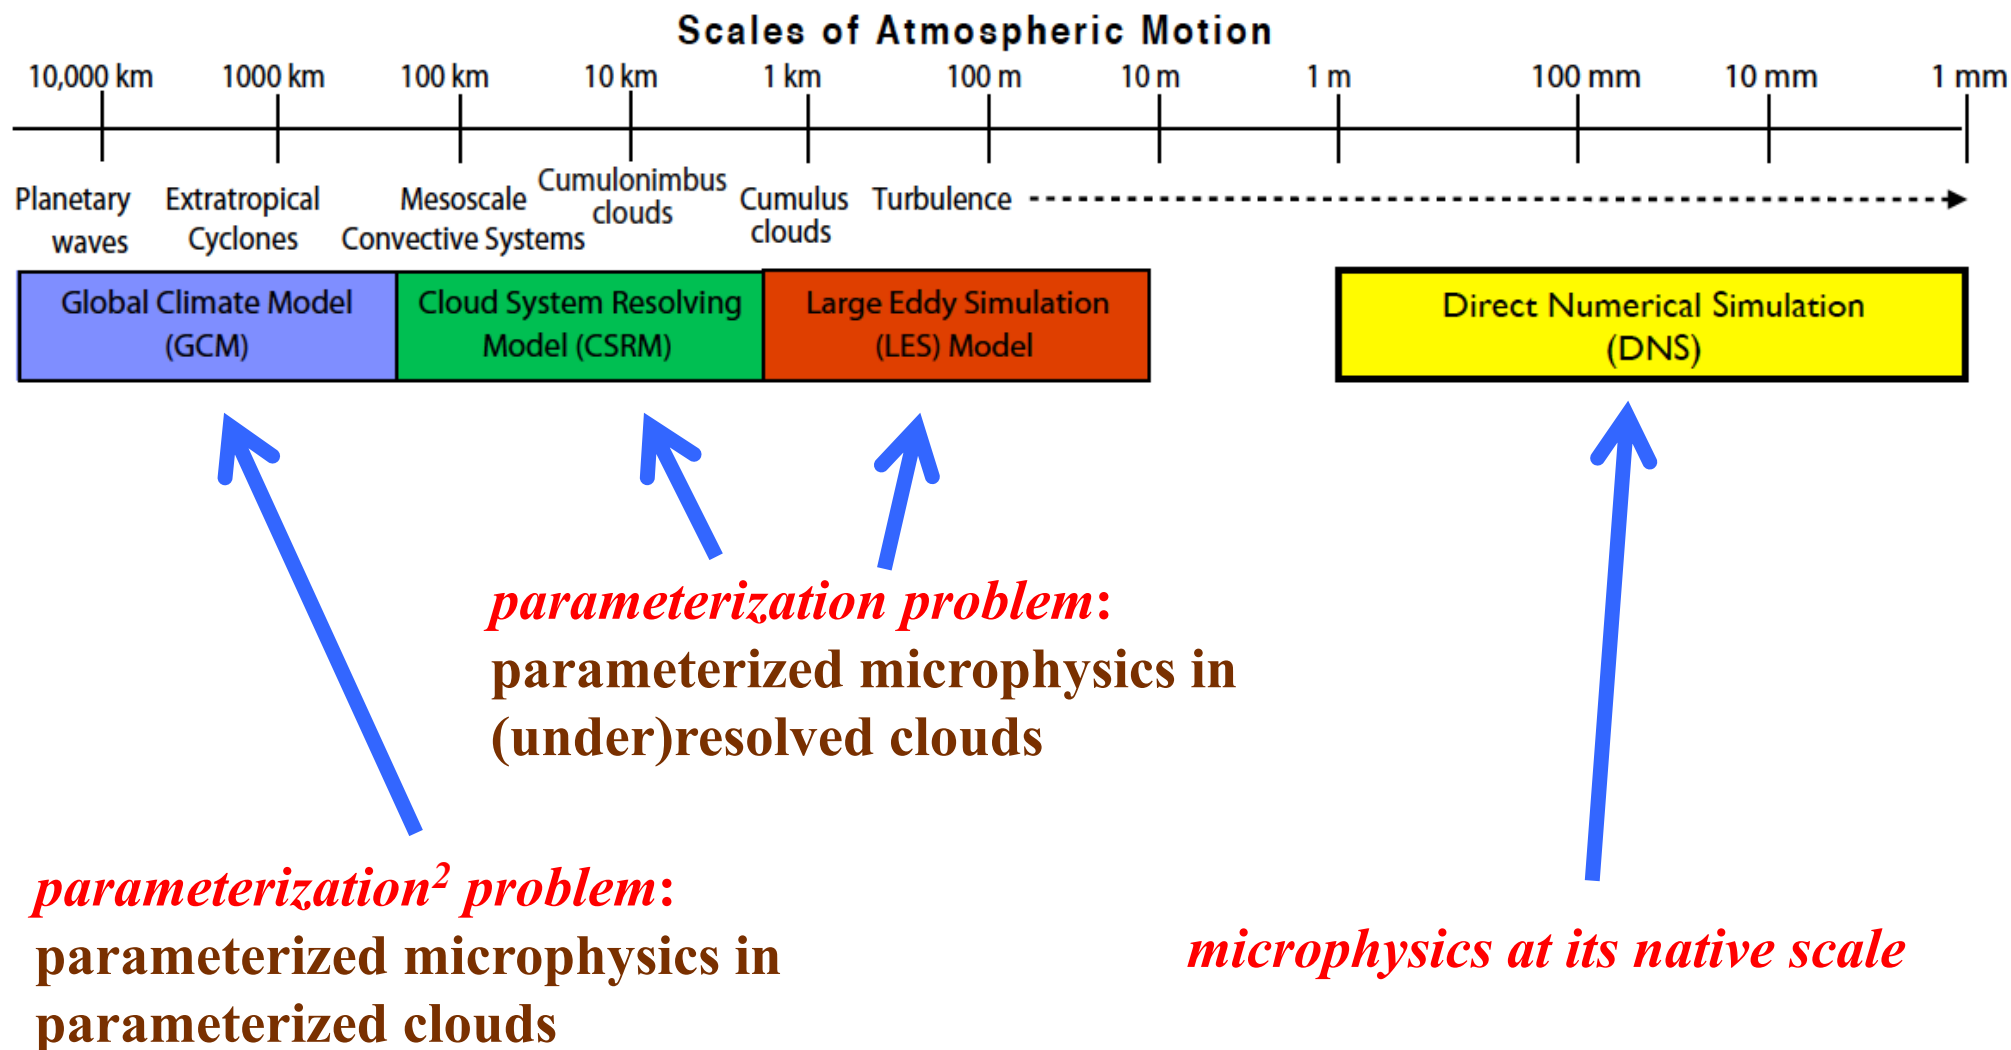 Scales of Atmospheric Motion
10,000 km 1000 km 100 km 10 km 1 km 100 m 10 m 1 m 100 mm 10 mm 1 mm
Planetary
waves
Extratropical
Cyclones
Mesoscale
Convective Systems
Cumulonimbus
clouds
Cumulus
clouds
Turbulence
Global Climate Model
(GCM)
Cloud System Resolving
Model (CSRM)
Large Eddy Simulation
(LES) Model
Direct Numerical Simulation
(DNS)
parameterization problem:
parameterized microphysics in
(under)resolved clouds
parameterization² problem:
parameterized microphysics in
parameterized clouds
microphysics at its native scale